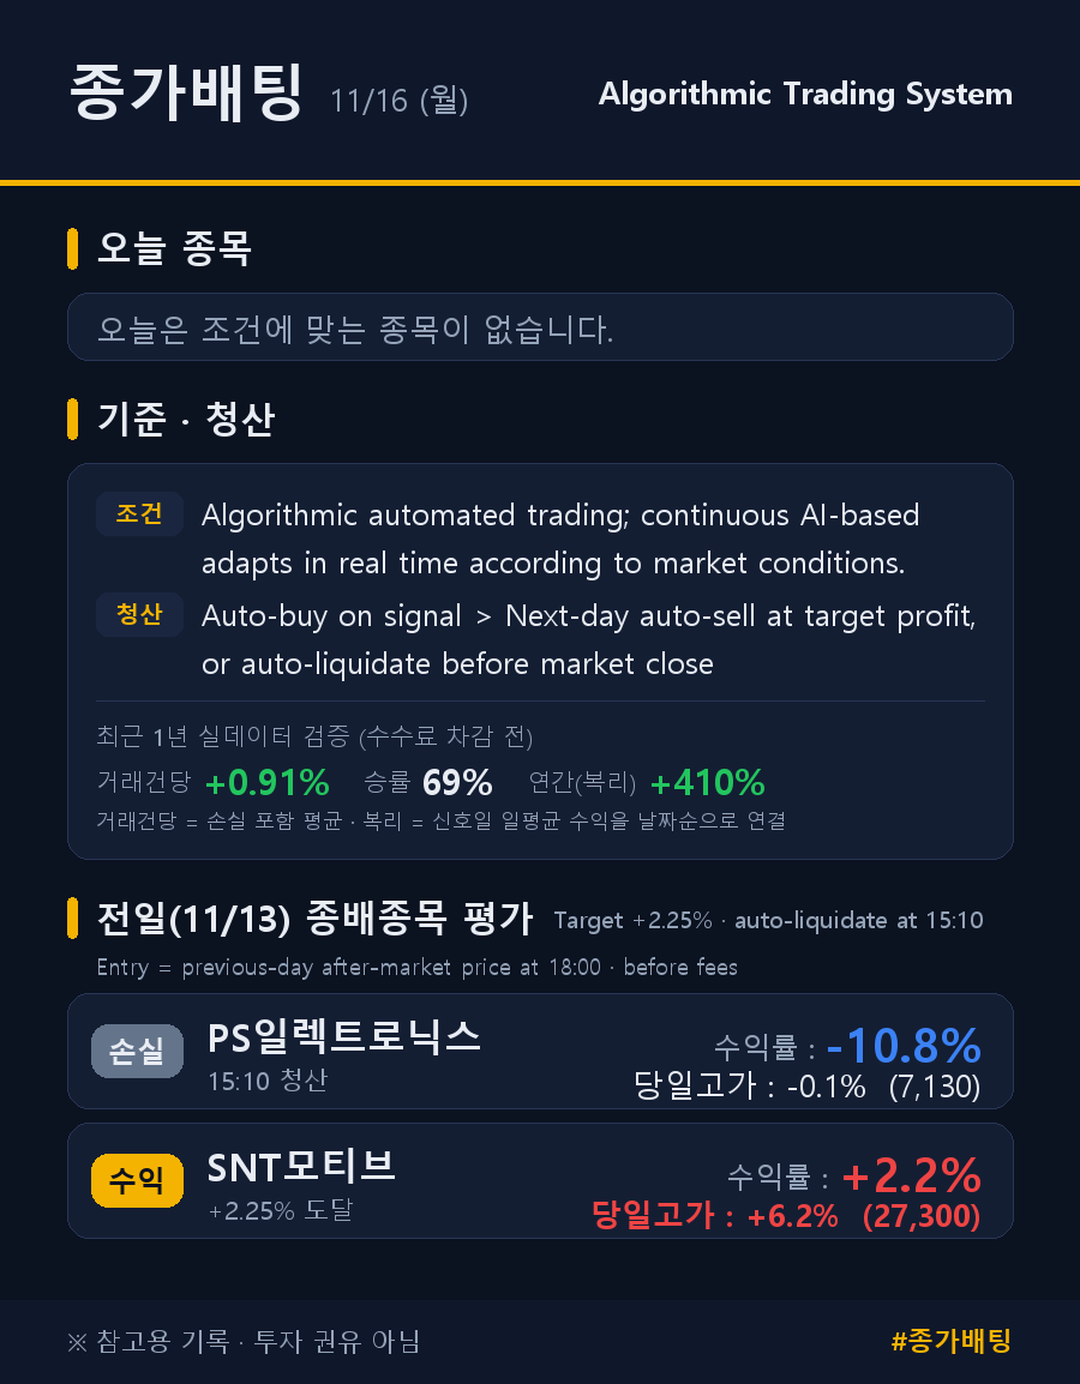 종가배팅 11/16 (월) Algorithmic Trading System
오늘 종목
오늘은 조건에 맞는 종목이 없습니다.
기준 · 청산
조건 Algorithmic automated trading; continuous AI-based
adapts in real time according to market conditions.
청산 Auto-buy on signal > Next-day auto-sell at target profit,
or auto-liquidate before market close
최근 1년 실데이터 검증 (수수료 차감 전)
거래건당 +0.91% 승률 69% 연간(복리) +410%
거래건당 = 손실 포함 평균 · 복리 = 신호일 일평균 수익을 날짜순으로 연결
전일(11/13) 종배종목 평가 Target +2.25% · auto-liquidate at 15:10
Entry = previous-day after-market price at 18:00 · before fees
손실 PS일렉트로닉스 수익률 : -10.8%
15:10 청산 당일고가 : -0.1% (7,130)
수익 SNT모티브 수익률 : +2.2%
+2.25% 도달 당일고가 : +6.2% (27,300)
※ 참고용 기록 · 투자 권유 아님 #종가배팅